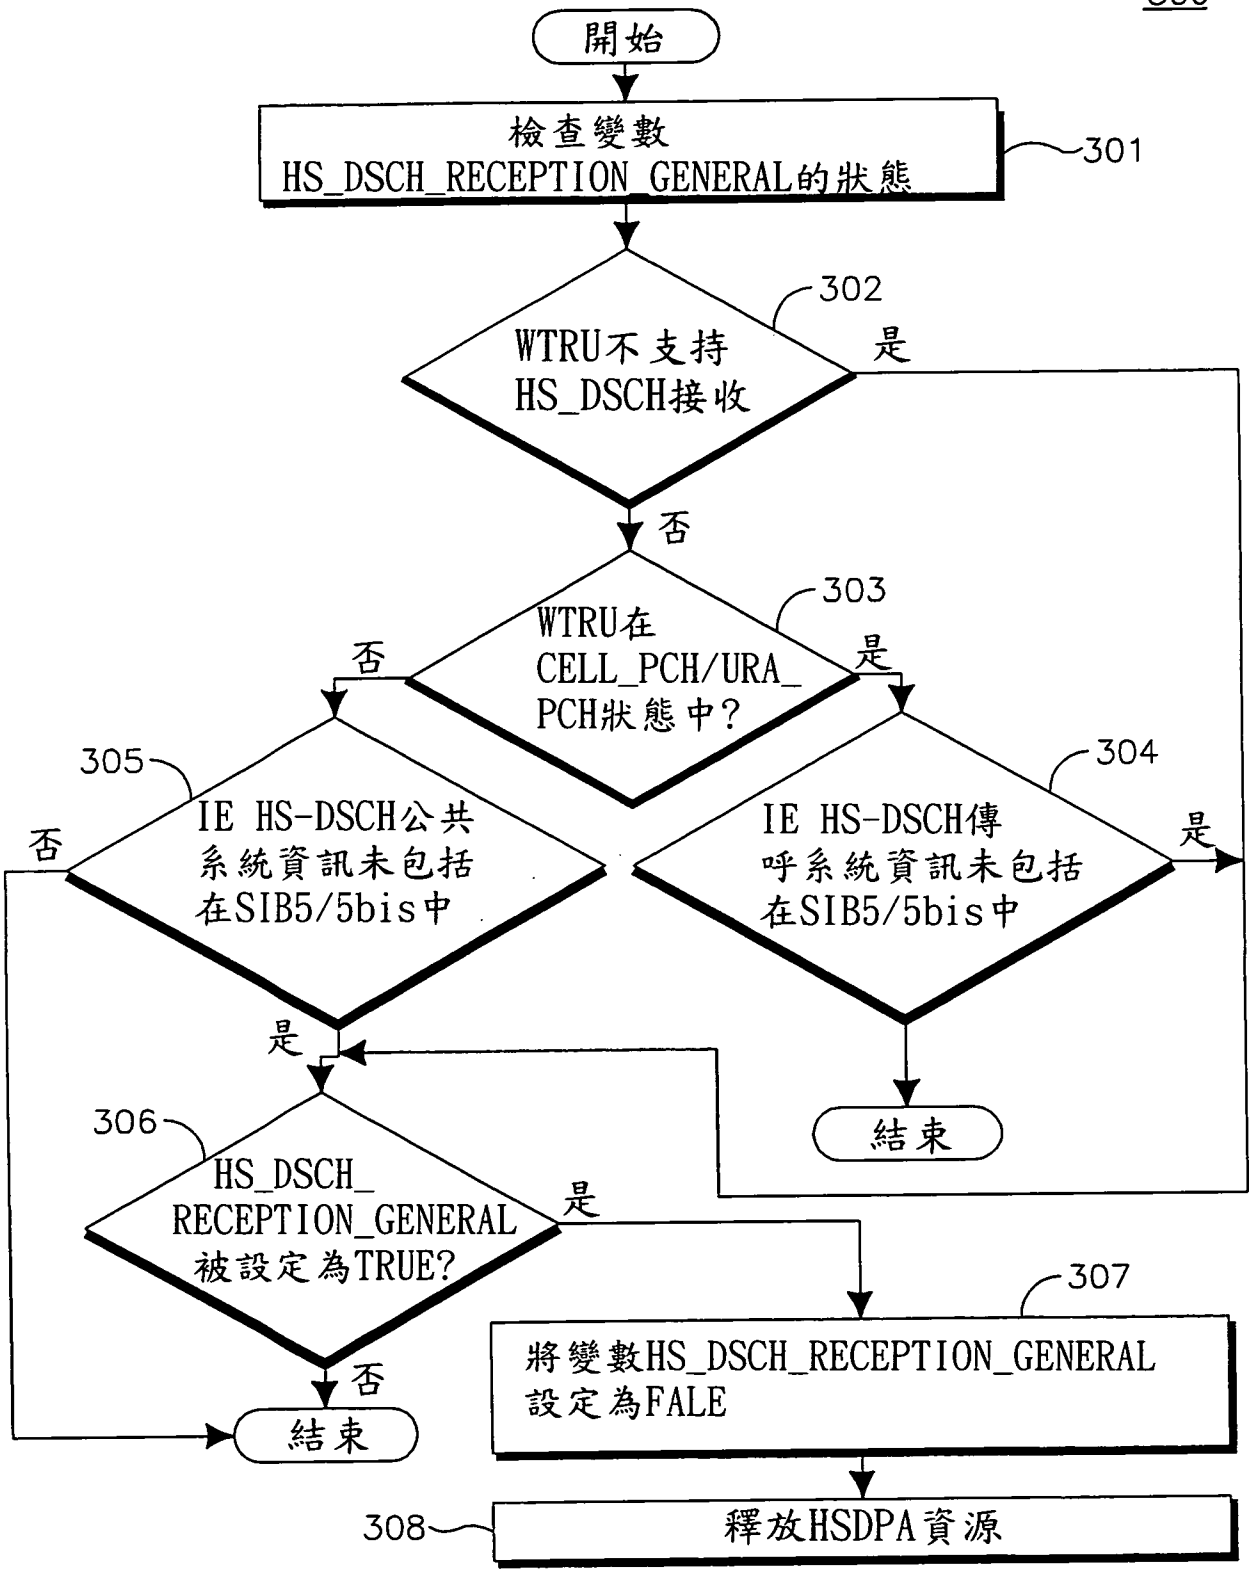 開始
檢查變數
HS_DSCH_RECEPTION_GENERAL的狀態
301
302
WTRU不支持
HS_DSCH接收
是
否
303
WTRU在
CELL_PCH/URA_
PCH狀態中?
否
是
305
IE HS-DSCH公共
系統資訊未包括
在SIB5/5bis中
否
304
IE HS-DSCH傳
呼系統資訊未包括
在SIB5/5bis中
是
是
結束
306
HS_DSCH_
RECEPTION_GENERAL
被設定為TRUE?
是
否
結束
307
將變數HS_DSCH_RECEPTION_GENERAL
設定為FALE
308
釋放HSDPA資源